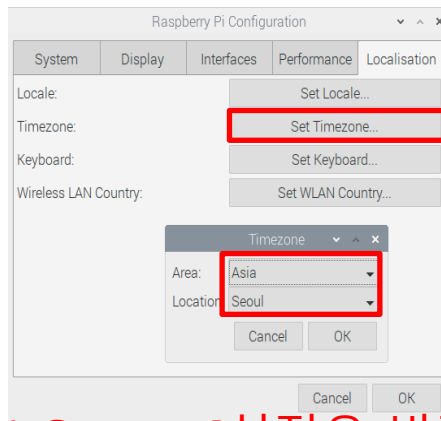 Raspberry Pi Configuration
System Display Interfaces Performance Localisation
Locale: Set Locale...
Timezone: Set Timezone...
Keyboard: Set Keyboard...
Wireless LAN Country: Set WLAN Country...
Timezone
Area: Asia
Location Seoul
Cancel OK
Cancel OK